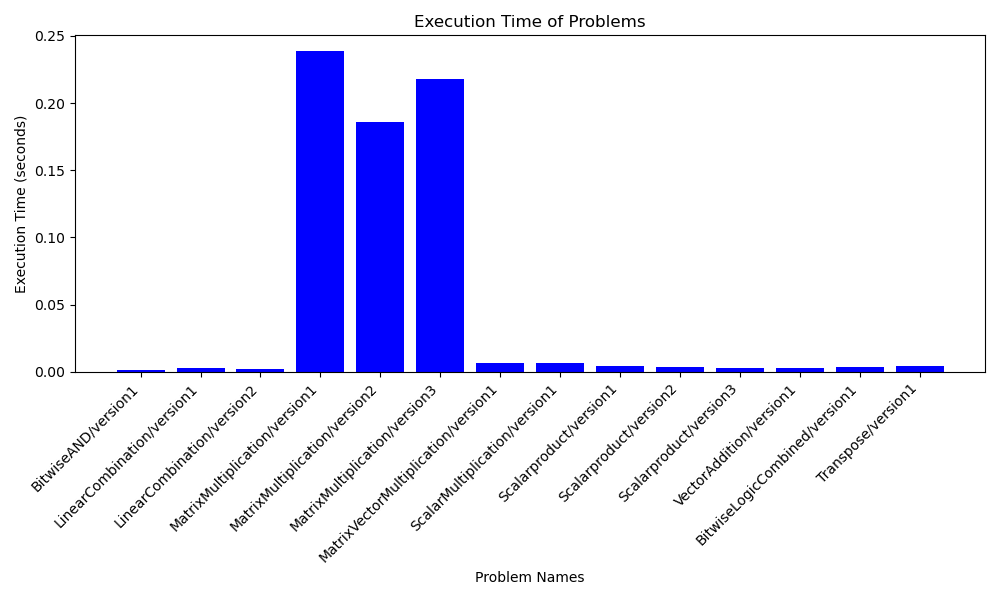 Execution Time of Problems
Execution Time (seconds)
0.25
0.20
0.15
0.10
0.05
0.00
BitwiseAND/version1
LinearCombination/version1
LinearCombination/version2
MatrixMultiplication/version1
MatrixMultiplication/version2
MatrixMultiplication/version3
MatrixVectorMultiplication/version1
ScalarMultiplication/version1
Scalarproduct/version1
Scalarproduct/version2
Scalarproduct/version3
VectorAddition/version1
BitwiseLogicCombined/version1
Transpose/version1
Problem Names